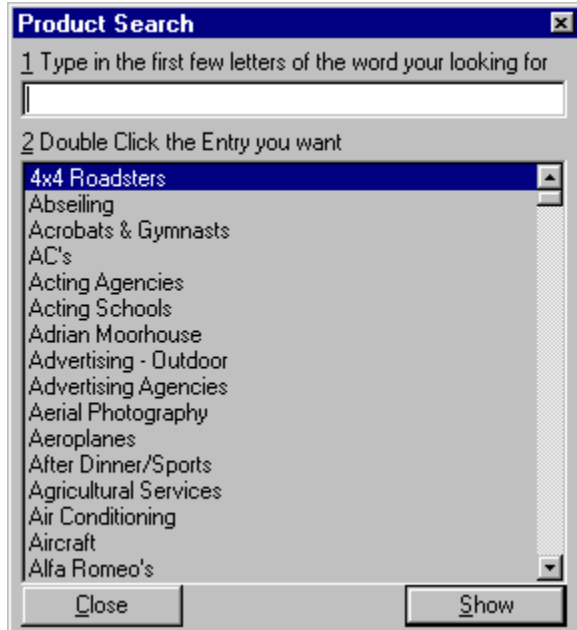 Product Search
1 Type in the first few letters of the word your looking for
2 Double Click the Entry you want
4x4 Roadsters
Abseiling
Acrobats & Gymnasts
AC's
Acting Agencies
Acting Schools
Adrian Moorhouse
Advertising - Outdoor
Advertising Agencies
Aerial Photography
Aeroplanes
After Dinner/Sports
Agricultural Services
Air Conditioning
Aircraft
Alfa Romeo's
Close Show